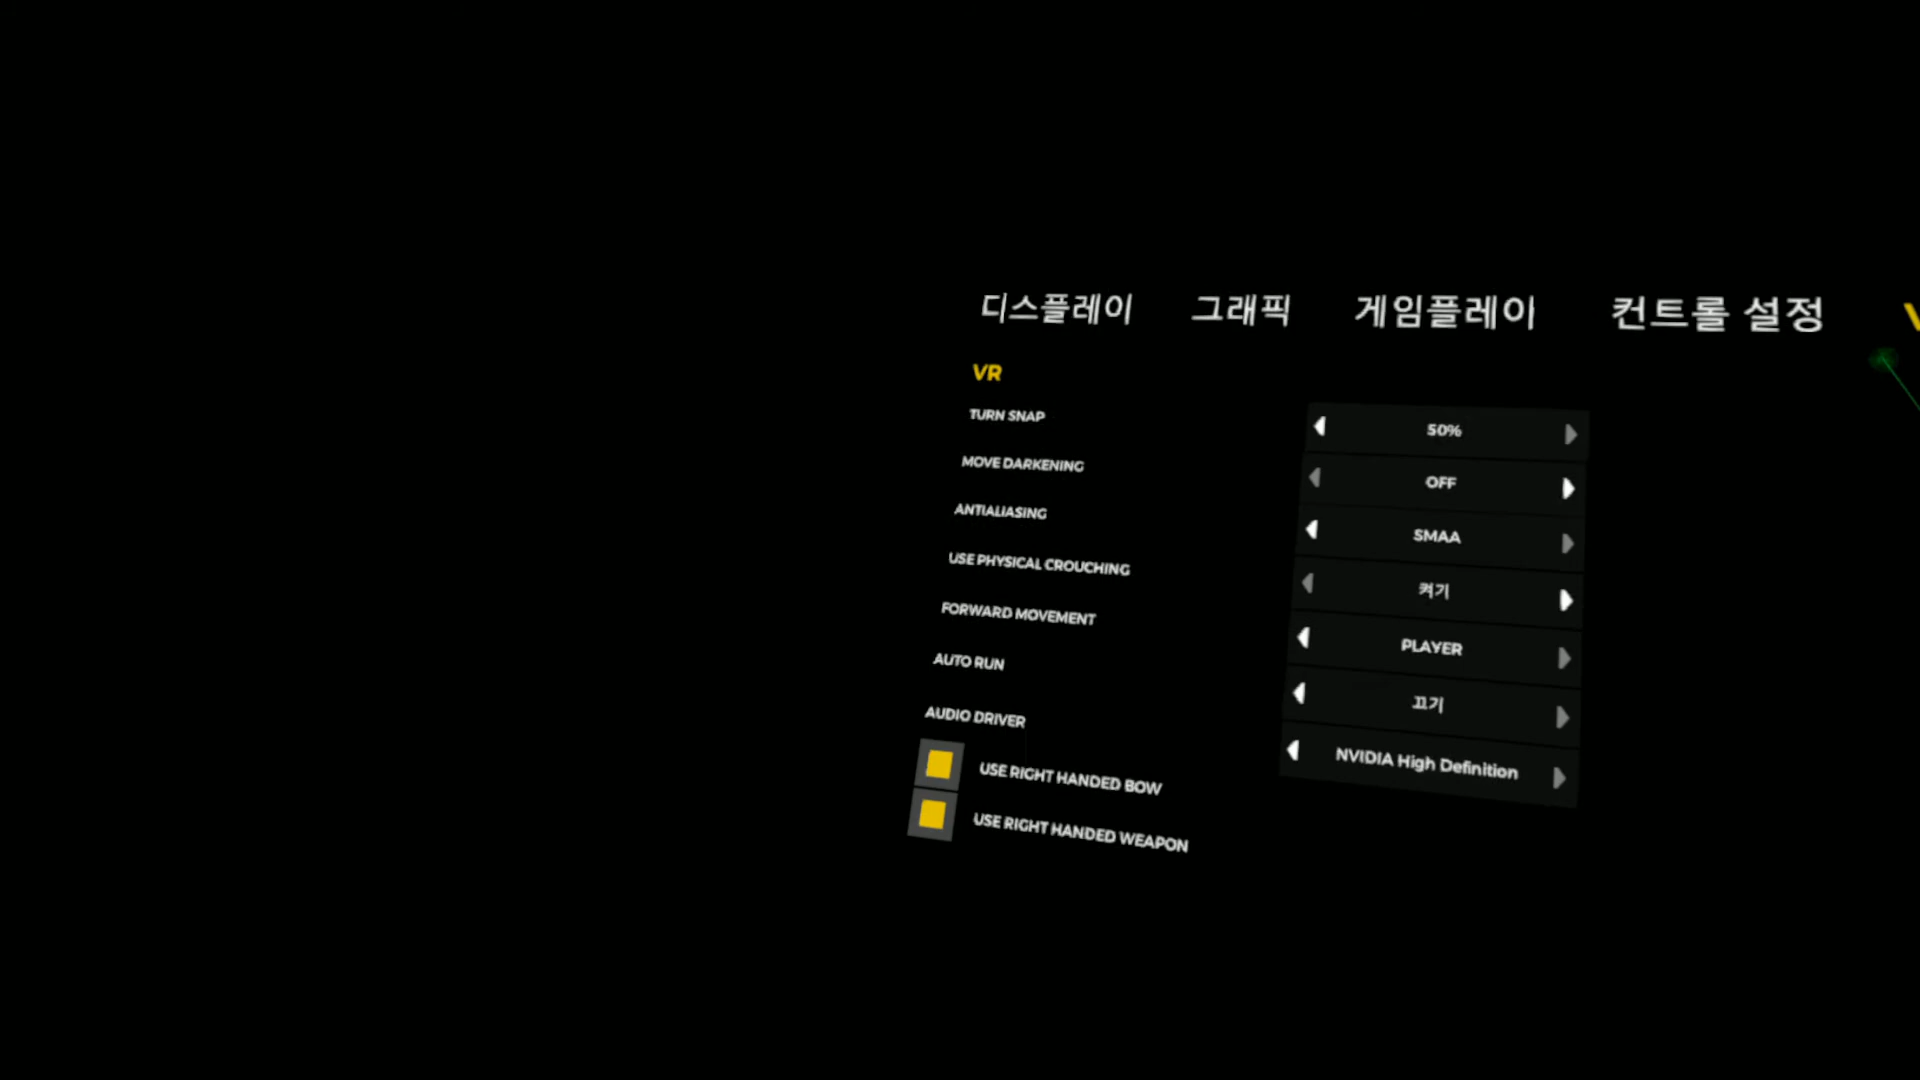 디스플레이 그래픽 게임플레이 컨트롤 설정
VR
TURN SNAP 50%
MOVE DARKENING OFF
ANTIALIASING SMAA
USE PHYSICAL CROUCHING 켜기
FORWARD MOVEMENT PLAYER
AUTO RUN 끄기
AUDIO DRIVER NVIDIA High Definition
USE RIGHT HANDED BOW
USE RIGHT HANDED WEAPON